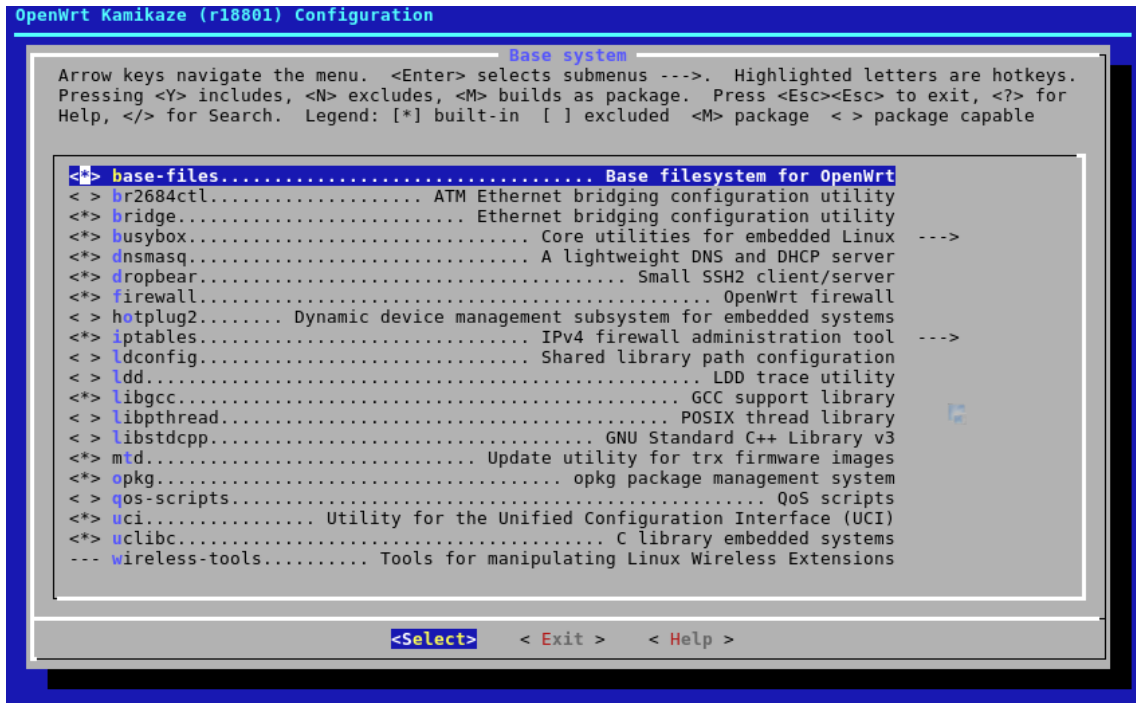 OpenWrt Kamikaze (r18801) Configuration
Base system
Arrow keys navigate the menu.  <Enter> selects submenus --->.  Highlighted letters are hotkeys.
Pressing <Y> includes, <N> excludes, <M> builds as package.  Press <Esc><Esc> to exit, <?> for
Help, </> for Search.  Legend: [*] built-in  [ ] excluded  <M> package  < > package capable
<*> base-files................................... Base filesystem for OpenWrt
< > br2684ctl.................... ATM Ethernet bridging configuration utility
<*> bridge........................... Ethernet bridging configuration utility
<*> busybox................................ Core utilities for embedded Linux  --->
<*> dnsmasq................................ A lightweight DNS and DHCP server
<*> dropbear........................................ Small SSH2 client/server
<*> firewall................................................ OpenWrt firewall
< > hotplug2........ Dynamic device management subsystem for embedded systems
<*> iptables............................... IPv4 firewall administration tool  --->
< > ldconfig............................... Shared library path configuration
< > ldd.................................................... LDD trace utility
<*> libgcc............................................... GCC support library
< > libpthread.......................................... POSIX thread library
< > libstdcpp.................................... GNU Standard C++ Library v3
<*> mtd............................... Update utility for trx firmware images
<*> opkg...................................... opkg package management system
< > qos-scripts.................................................. QoS scripts
<*> uci................ Utility for the Unified Configuration Interface (UCI)
<*> uclibc........................................ C library embedded systems
--- wireless-tools.......... Tools for manipulating Linux Wireless Extensions
<Select>    < Exit >    < Help >